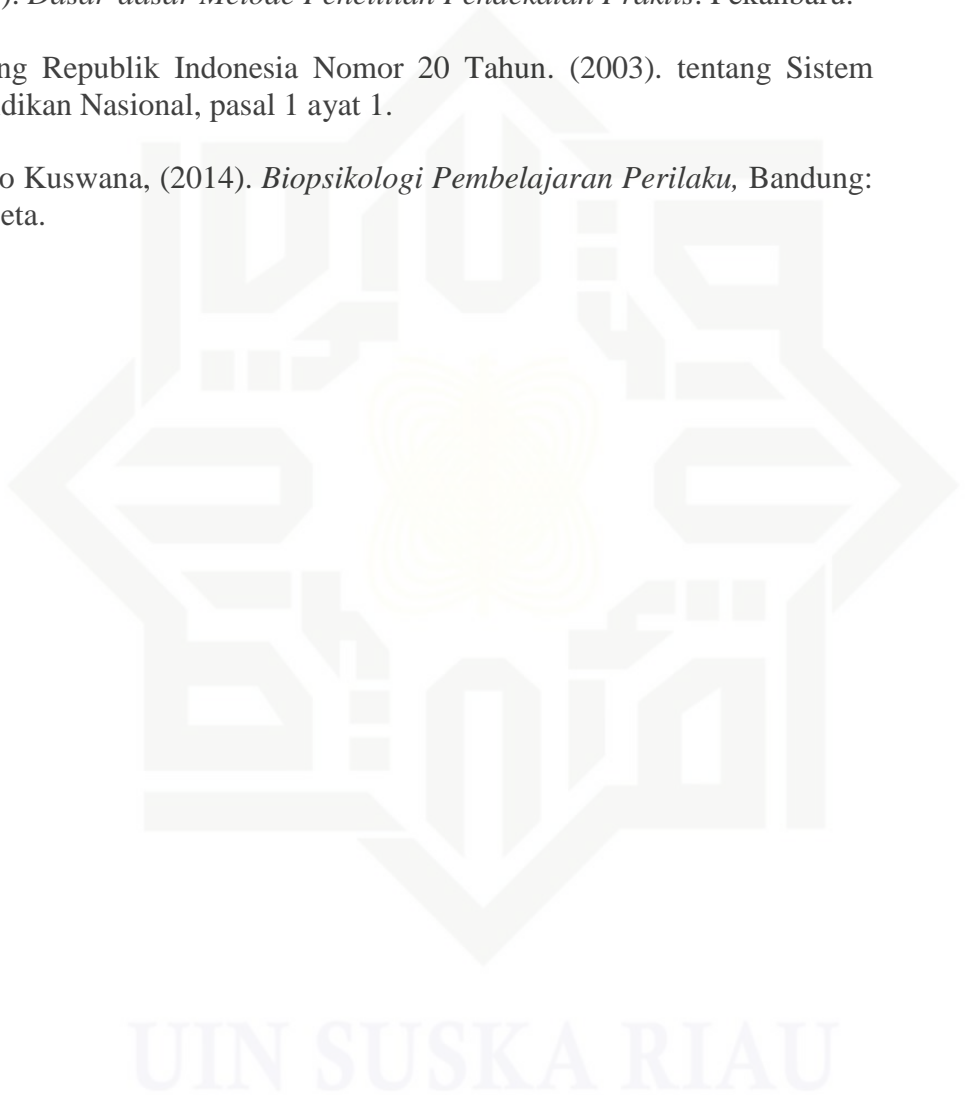 ). Dasar-dasar Metode Penelitian Pendekatan Praktis. Pekanbaru.
ng Republik Indonesia Nomor 20 Tahun. (2003). tentang Sistem
dikan Nasional, pasal 1 ayat 1.
o Kuswana, (2014). Biopsikologi Pembelajaran Perilaku, Bandung:
eta.
UIN SUSKA RIAU